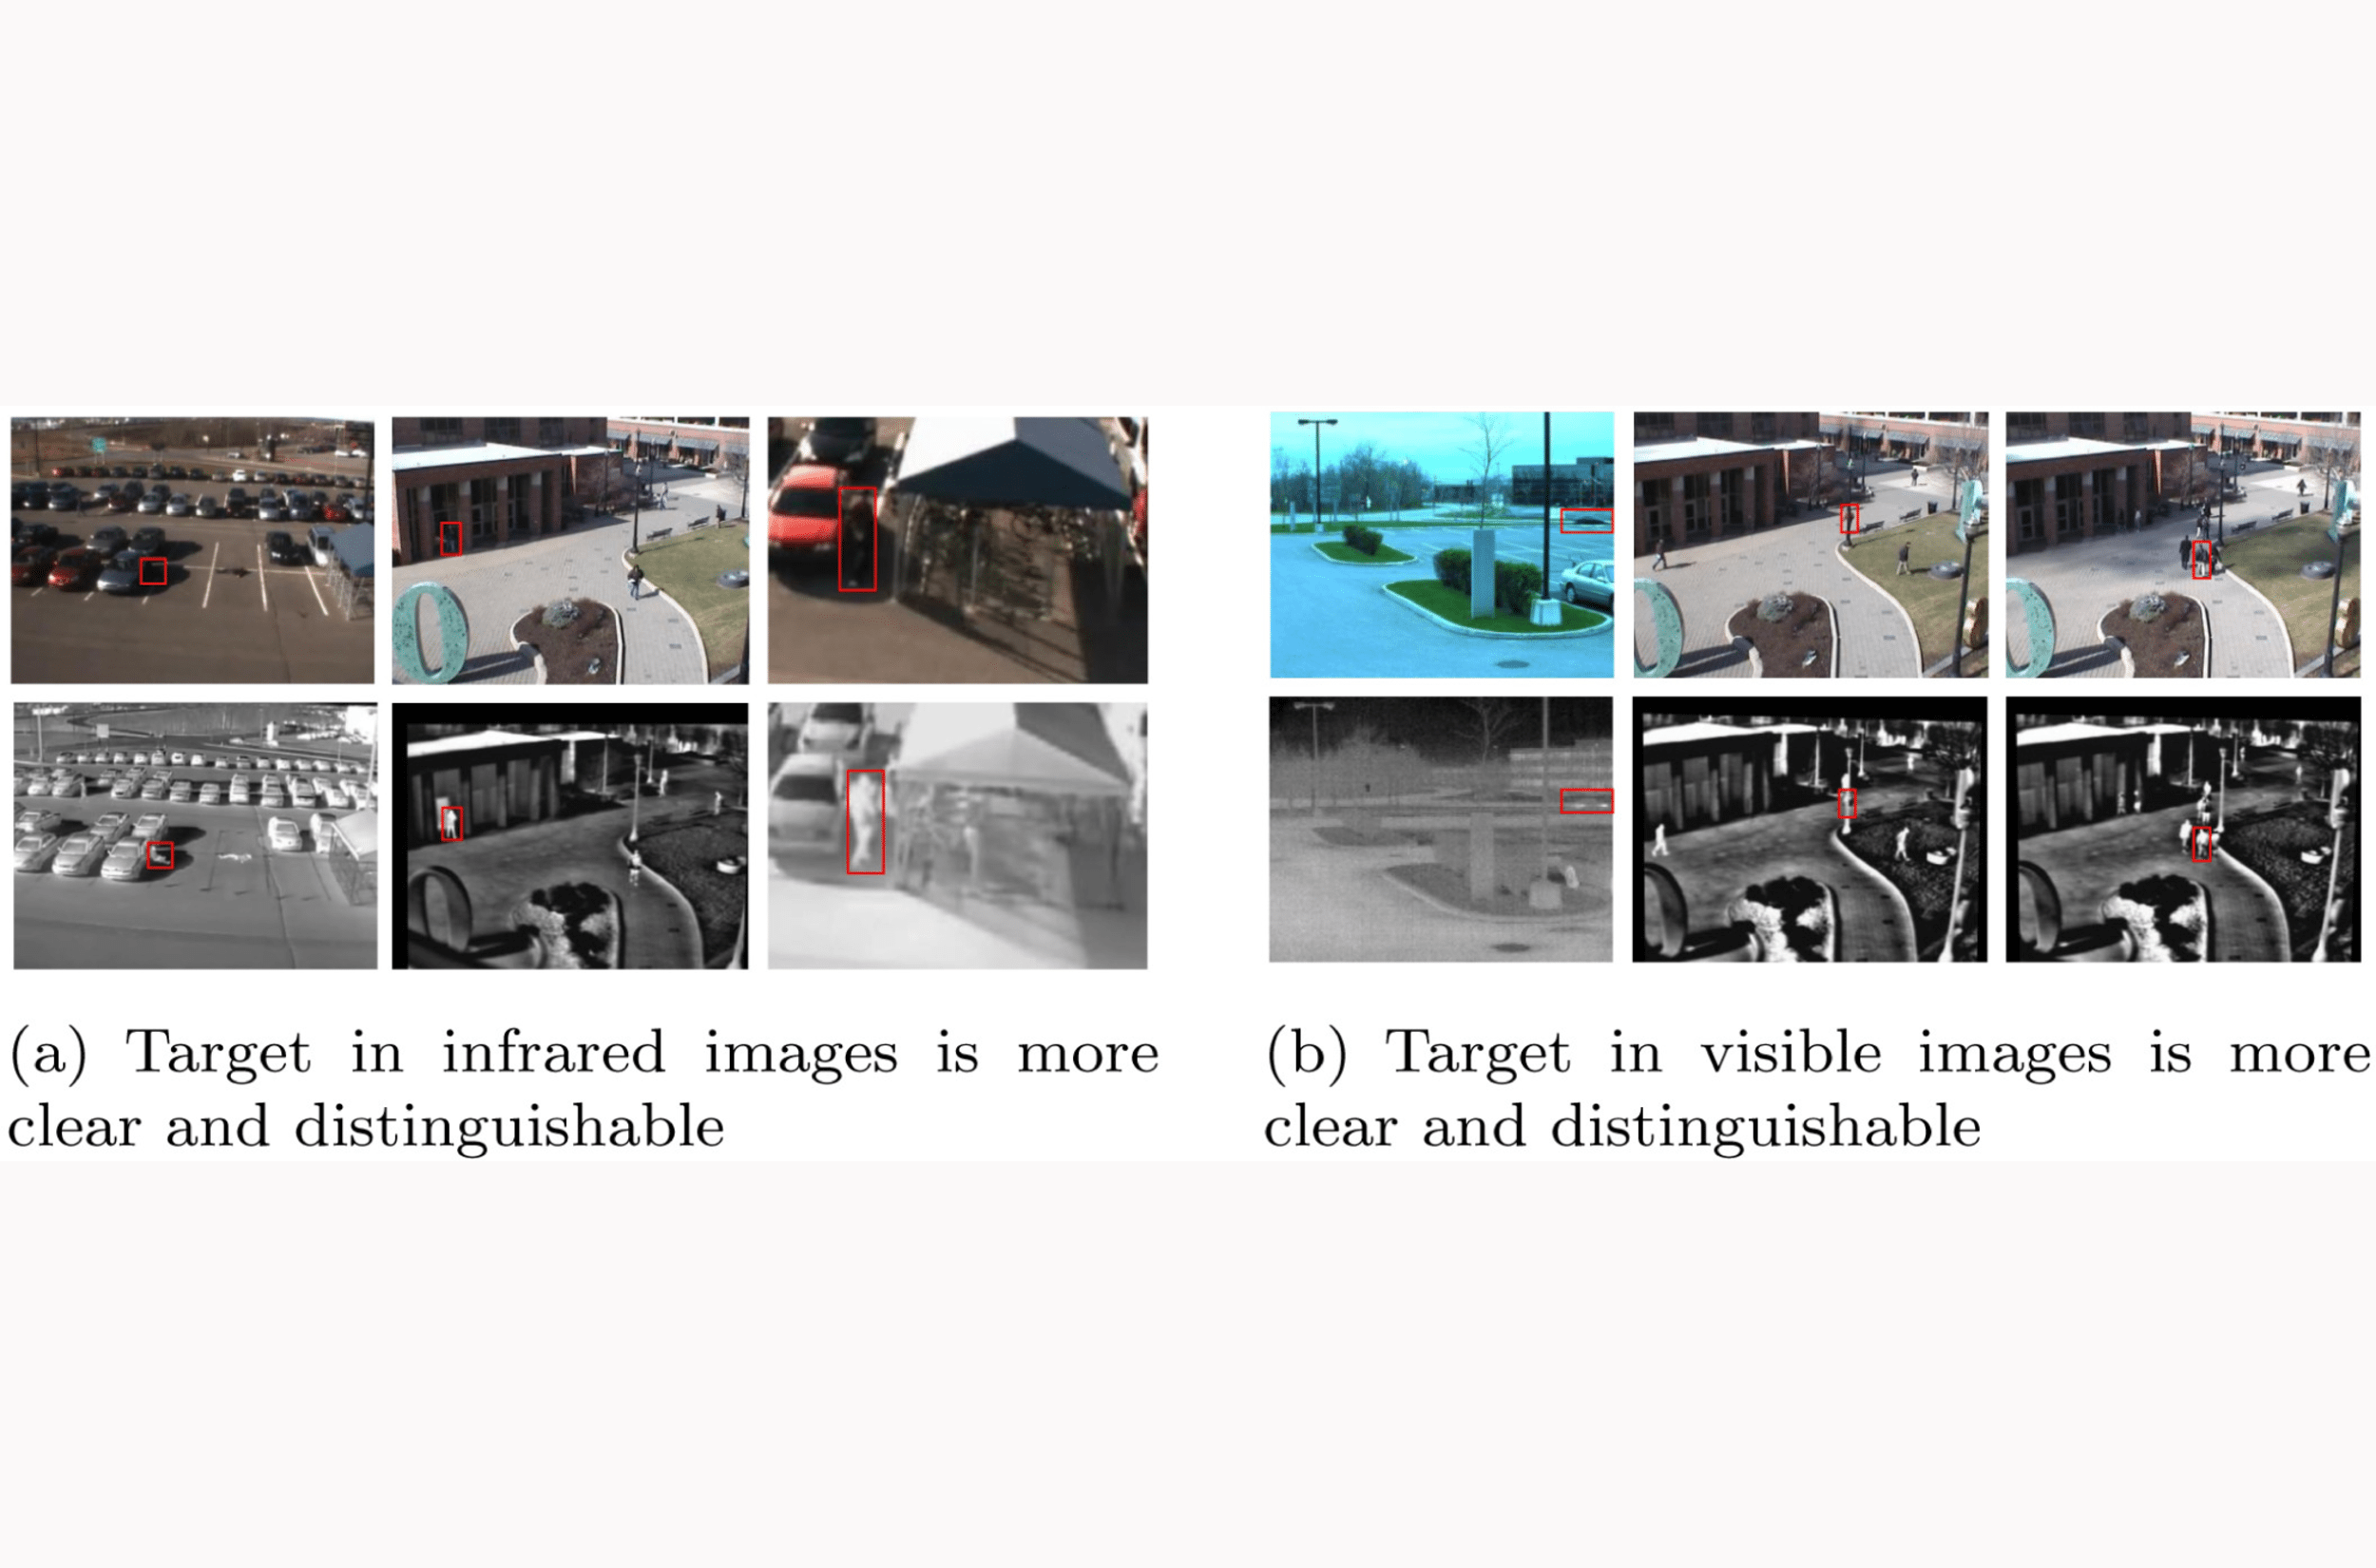 (a) Target in infrared images is more
clear and distinguishable
(b) Target in visible images is more
clear and distinguishable